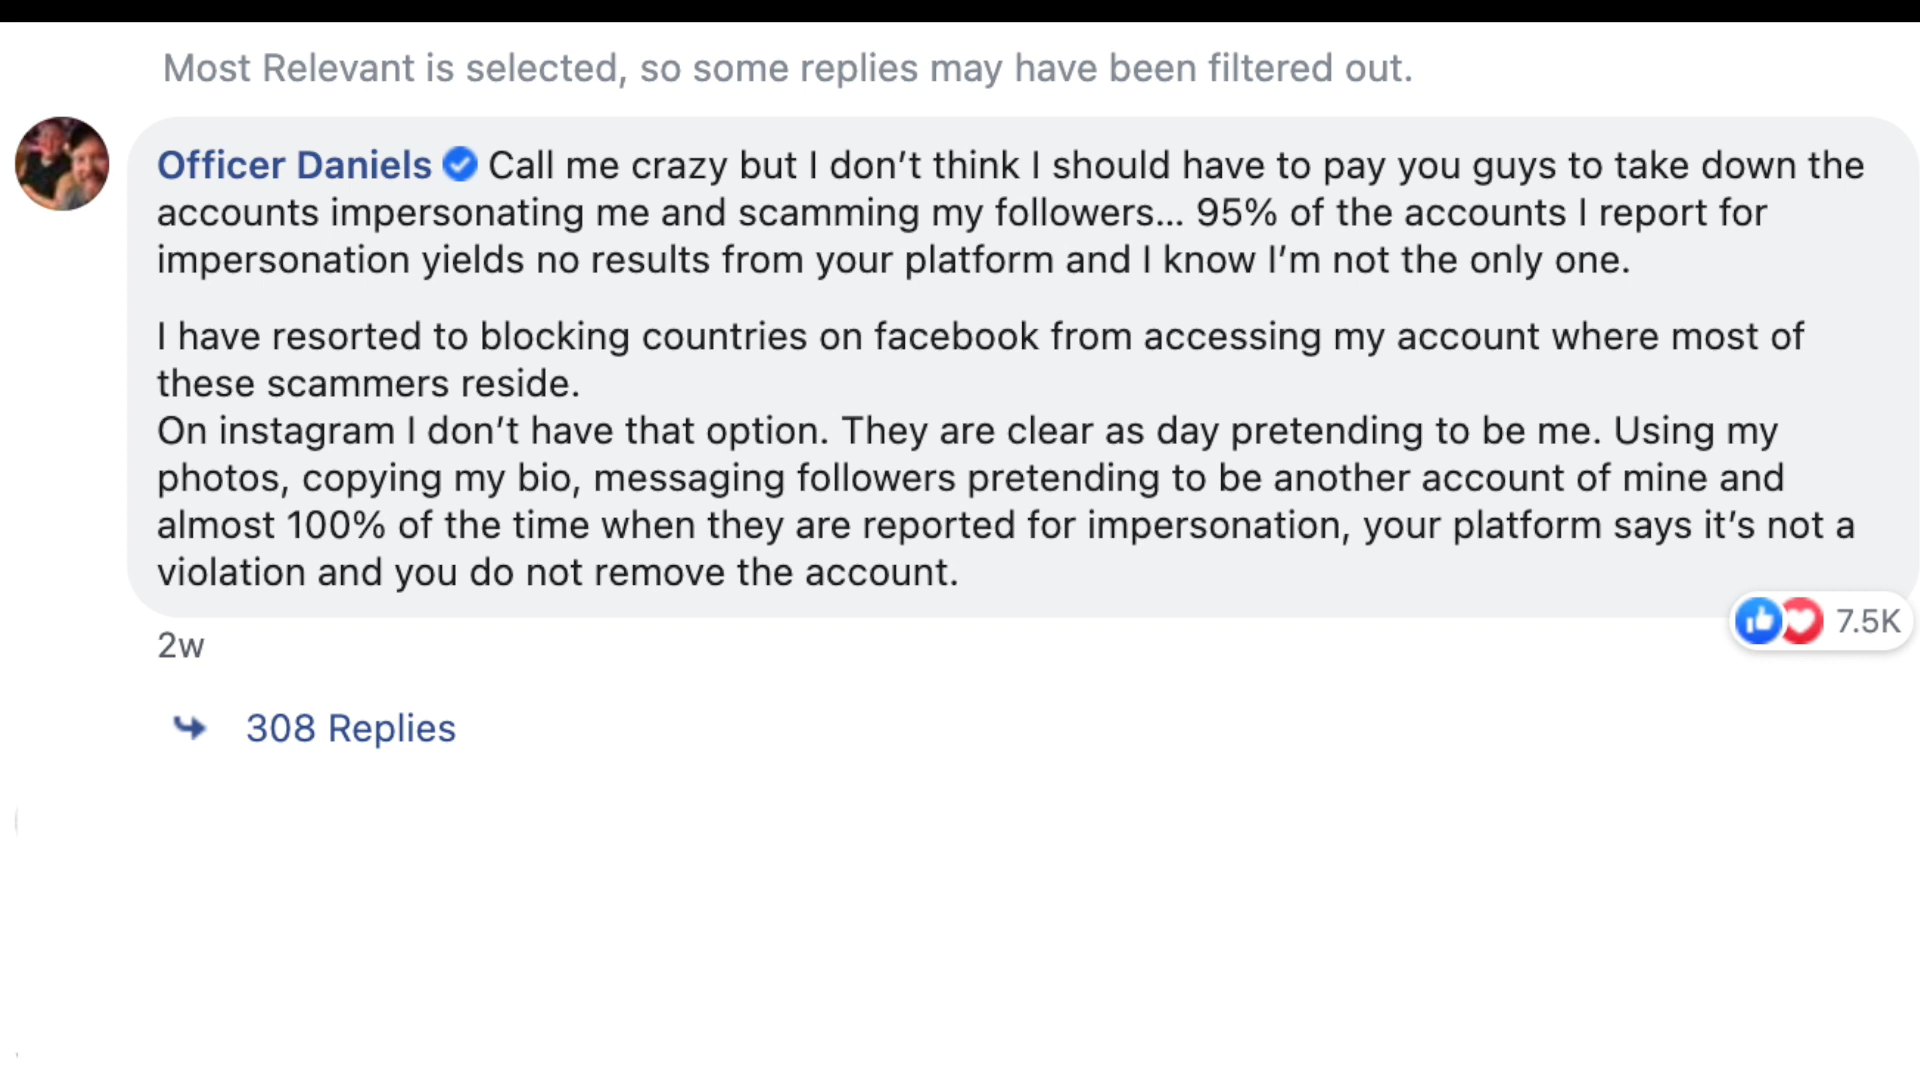 Most Relevant is selected, so some replies may have been filtered out.
Officer Daniels Call me crazy but I don’t think I should have to pay you guys to take down the
accounts impersonating me and scamming my followers... 95% of the accounts I report for
impersonation yields no results from your platform and I know I’m not the only one.
I have resorted to blocking countries on facebook from accessing my account where most of
these scammers reside.
On instagram I don’t have that option. They are clear as day pretending to be me. Using my
photos, copying my bio, messaging followers pretending to be another account of mine and
almost 100% of the time when they are reported for impersonation, your platform says it’s not a
violation and you do not remove the account.
7.5K
2w
308 Replies